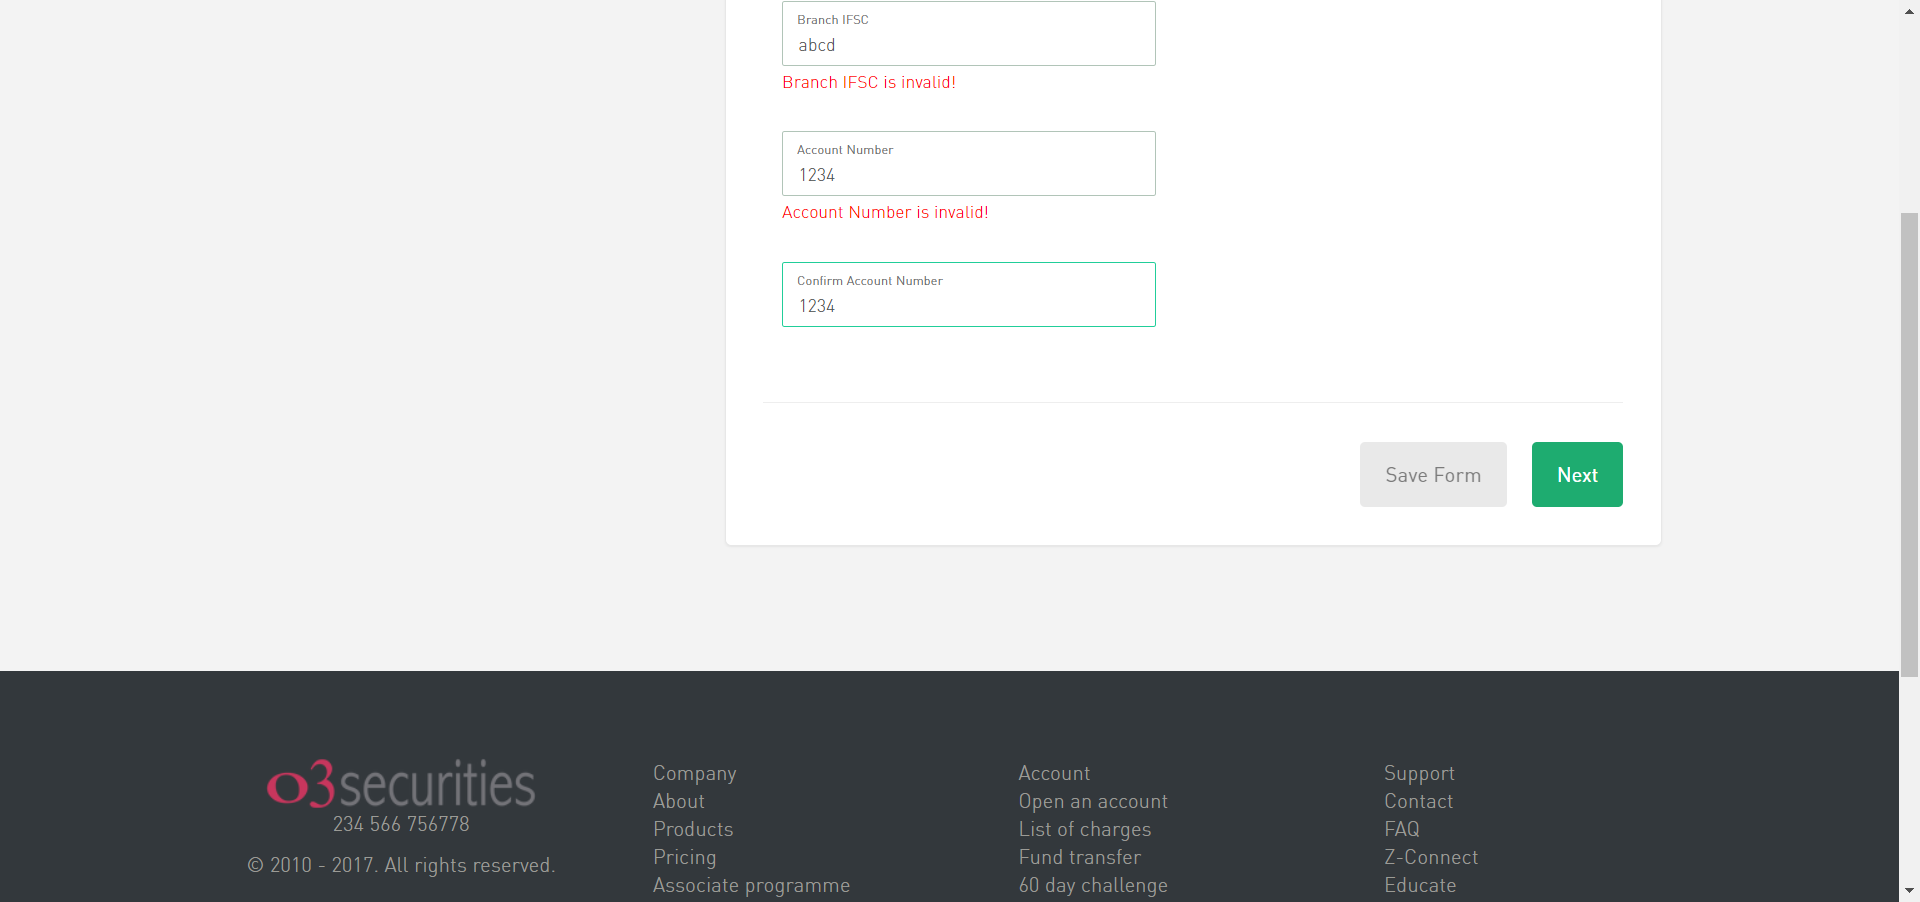 Branch IFSC
abcd
Branch IFSC is invalid!
Account Number
1234
Account Number is invalid!
Confirm Account Number
1234
Save Form
Next
o3securities
234 566 756778
© 2010 - 2017. All rights reserved.
Company
About
Products
Pricing
Associate programme
Account
Open an account
List of charges
Fund transfer
60 day challenge
Support
Contact
FAQ
Z-Connect
Educate